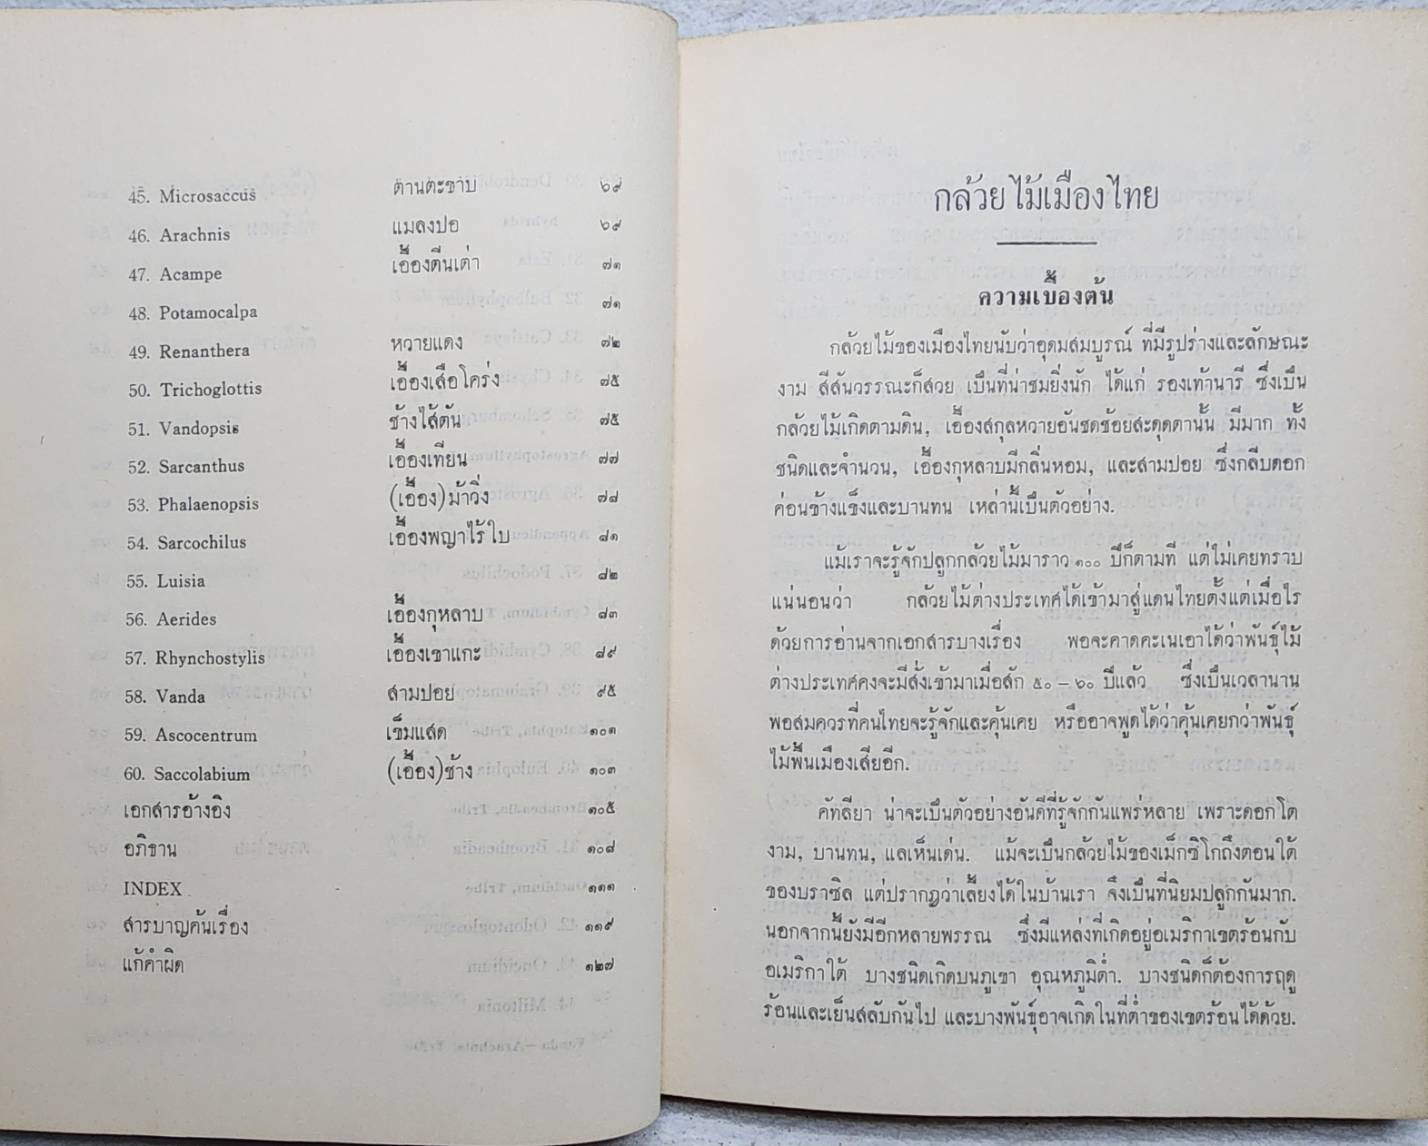 45. Microsaccus ตานตะขาบ ๖๙
46. Arachnis แมลงปอ ๖๙
47. Acampe เอื้องตีนเต่า ๗๑
48. Potamocalpa ๗๑
49. Renanthera หวายแดง ๗๒
50. Trichoglottis เอื้องเสือโคร่ง ๗๕
51. Vandopsis ช้างไส้ตัน ๗๕
52. Sarcanthus เอื้องเทียน ๗๗
53. Phalaenopsis (เอื้อง)ม้าวิ่ง ๗๘
54. Sarcochilus เอื้องพญาไร้ใบ ๘๑
55. Luisia ๘๒
56. Aerides เอื้องกุหลาบ ๘๓
57. Rhynchostylis เอื้องเขาแกะ ๘๙
58. Vanda สามปอย ๙๕
59. Ascocentrum เข็มแสด ๑๐๑
60. Saccolabium (เอื้อง)ช้าง ๑๐๓
เอกสารอ้างอิง ๑๐๕
อภิธาน ๑๐๘
INDEX ๑๑๑
สารบาญค้นเรื่อง ๑๑๙
แก้คำผิด ๑๒๗
กล้วยไม้เมืองไทย
ความเบื้องต้น
กล้วยไม้ของเมืองไทยนับว่าอุดมสมบูรณ์ ที่มีรูปร่างและลักษณะ
งาม สีสันวรรณะก็สวย เป็นที่น่าชมยิ่งนัก ได้แก่ รองเท้านารี ซึ่งเป็น
กล้วยไม้เกิดตามดิน, เอื้องสกุลหวายอันชดช้อยสะดุดตานั้น มีมาก ทั้ง
ชนิดและจำนวน, เอื้องกุหลาบมีกลิ่นหอม, และสามปอย ซึ่งกลีบดอก
ค่อนข้างแข็งและบานทน เหล่านี้เป็นตัวอย่าง.
แม้เราจะรู้จักปลูกกล้วยไม้มาราว ๑๐๐ ปีก็ตามที แต่ไม่เคยทราบ
แน่นอนว่า กล้วยไม้ต่างประเทศได้เข้ามาสู่แดนไทยตั้งแต่เมื่อไร
ด้วยการอ่านจากเอกสารบางเรื่อง พอจะคาดคะเนเอาได้ว่าพันธุ์ไม้
ต่างประเทศคงจะมีสั่งเข้ามาเมื่อสัก ๕๐ – ๖๐ ปีแล้ว ซึ่งเป็นเวลานาน
พอสมควรที่คนไทยจะรู้จักและคุ้นเคย หรืออาจพูดได้ว่าคุ้นเคยกว่าพันธุ์
ไม้พื้นเมืองเสียอีก.
คัทลียา น่าจะเป็นตัวอย่างอันดีที่รู้จักกันแพร่หลาย เพราะดอกโต
งาม, บานทน, แลเห็นเด่น. แม้จะเป็นกล้วยไม้ของเม็กซิโกถึงตอนใต้
ของบราซิล แต่ปรากฏว่าเลี้ยงได้ในบ้านเรา จึงเป็นที่นิยมปลูกกันมาก.
นอกจากนี้ยังมีอีกหลายพรรณ ซึ่งมีแหล่งที่เกิดอยู่อเมริกาเขตร้อนกับ
อเมริกาใต้ บางชนิดเกิดบนภูเขา อุณหภูมิต่ำ. บางชนิดก็ต้องการฤดู
ร้อนและเย็นสลับกันไป และบางพันธุ์อาจเกิดในที่ต่ำของเขตร้อนได้ด้วย.